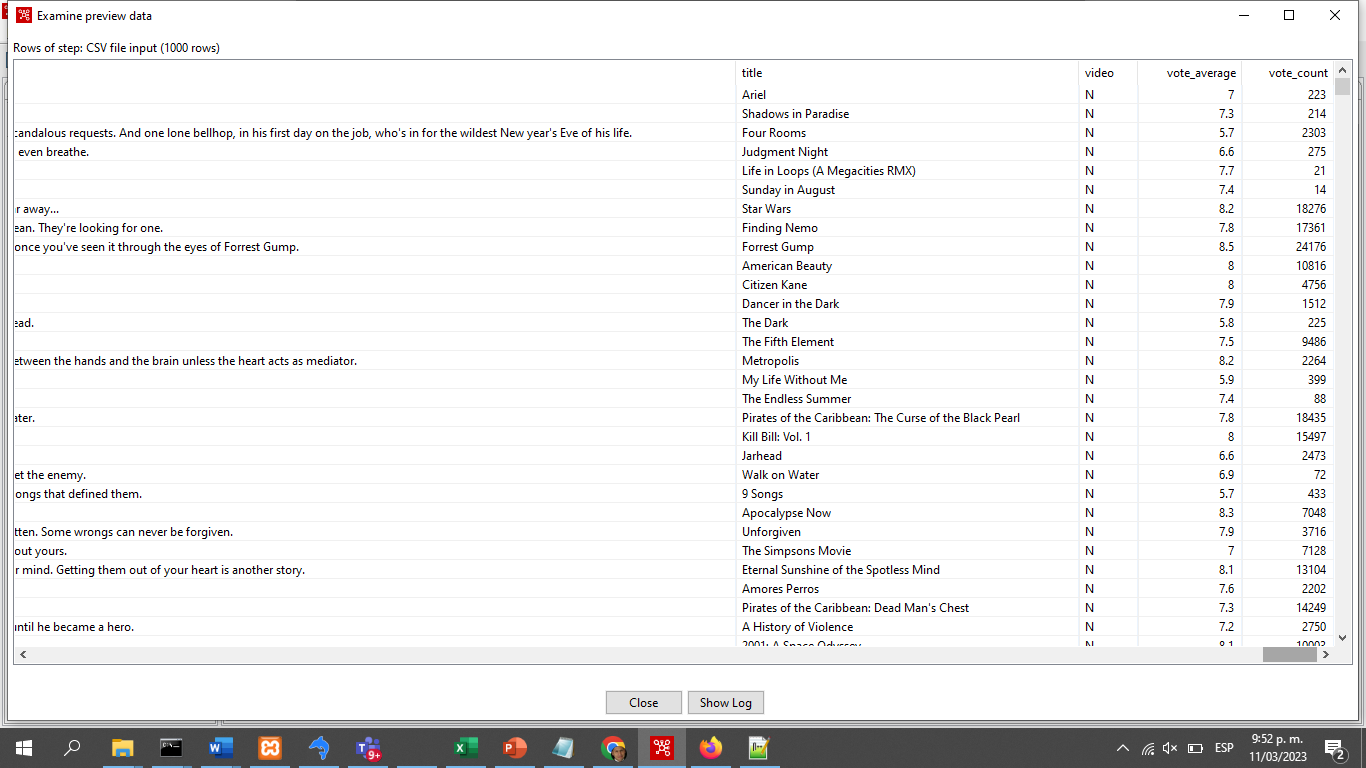 Examine preview data
Rows of step: CSV file input (1000 rows)
title video vote_average vote_count
Ariel N 7 223
Shadows in Paradise N 7.3 214
candalous requests. And one lone bellhop, in his first day on the job, who's in for the wildest New year's Eve of his life. Four Rooms N 5.7 2303
even breathe. Judgment Night N 6.6 275
Life in Loops (A Megacities RMX) N 7.7 21
Sunday in August N 7.4 14
r away... Star Wars N 8.2 18276
ean. They're looking for one. Finding Nemo N 7.8 17361
once you've seen it through the eyes of Forrest Gump. Forrest Gump N 8.5 24176
American Beauty N 8 10816
Citizen Kane N 8 4756
Dancer in the Dark N 7.9 1512
ead. The Dark N 5.8 225
The Fifth Element N 7.5 9486
etween the hands and the brain unless the heart acts as mediator. Metropolis N 8.2 2264
My Life Without Me N 5.9 399
The Endless Summer N 7.4 88
ater. Pirates of the Caribbean: The Curse of the Black Pearl N 7.8 18435
Kill Bill: Vol. 1 N 8 15497
Jarhead N 6.6 2473
et the enemy. Walk on Water N 6.9 72
ongs that defined them. 9 Songs N 5.7 433
Apocalypse Now N 8.3 7048
tten. Some wrongs can never be forgiven. Unforgiven N 7.9 3716
out yours. The Simpsons Movie N 7 7128
r mind. Getting them out of your heart is another story. Eternal Sunshine of the Spotless Mind N 8.1 13104
Amores Perros N 7.6 2202
Pirates of the Caribbean: Dead Man's Chest N 7.3 14249
until he became a hero. A History of Violence N 7.2 2750
2001: A Space Odyssey N 8.1 10003
Close Show Log
9+
ESP
9:52 p. m.
11/03/2023
2